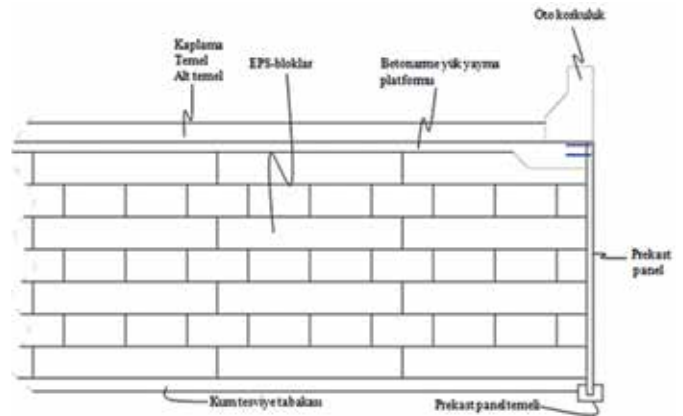 Oto korkuluk
Kaplama
Temel
Alt temel
EPS-bloklar
Betonarme yük yayma
platformu
Prekast
panel
Kum tesviye tabakası
Prekast panel temeli